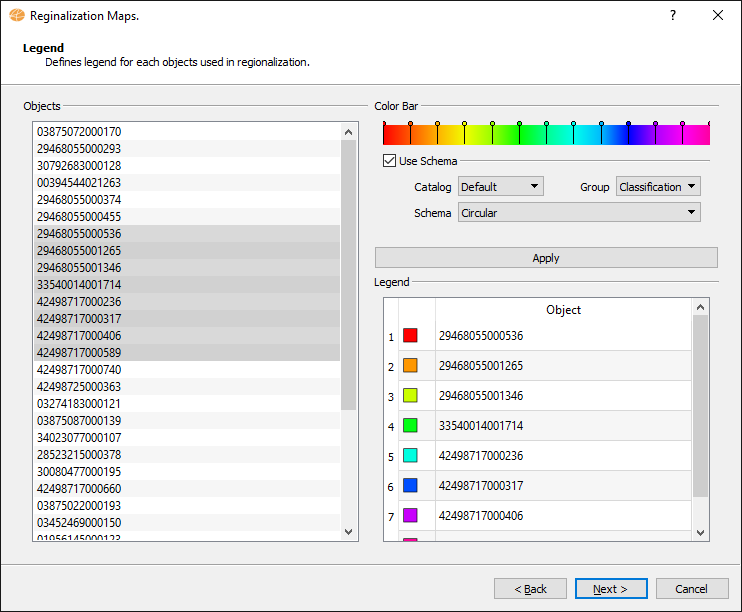 Reginalization Maps.
?
Legend
Defines legend for each objects used in regionalization.
Objects
03875072000170
29468055000293
30792683000128
00394544021263
29468055000374
29468055000455
29468055000536
29468055001265
29468055001346
33540014001714
42498717000236
42498717000317
42498717000406
42498717000589
42498717000740
42498725000363
03274183000121
03875087000139
34023077000107
28523215000378
30080477000195
42498717000660
03875022000193
03452469000150
01956145000123
Color Bar
Use Schema
Catalog Default Group Classification
Schema Circular
Apply
Legend
Object
1 29468055000536
2 29468055001265
3 29468055001346
4 33540014001714
5 42498717000236
6 42498717000317
7 42498717000406
< Back Next > Cancel